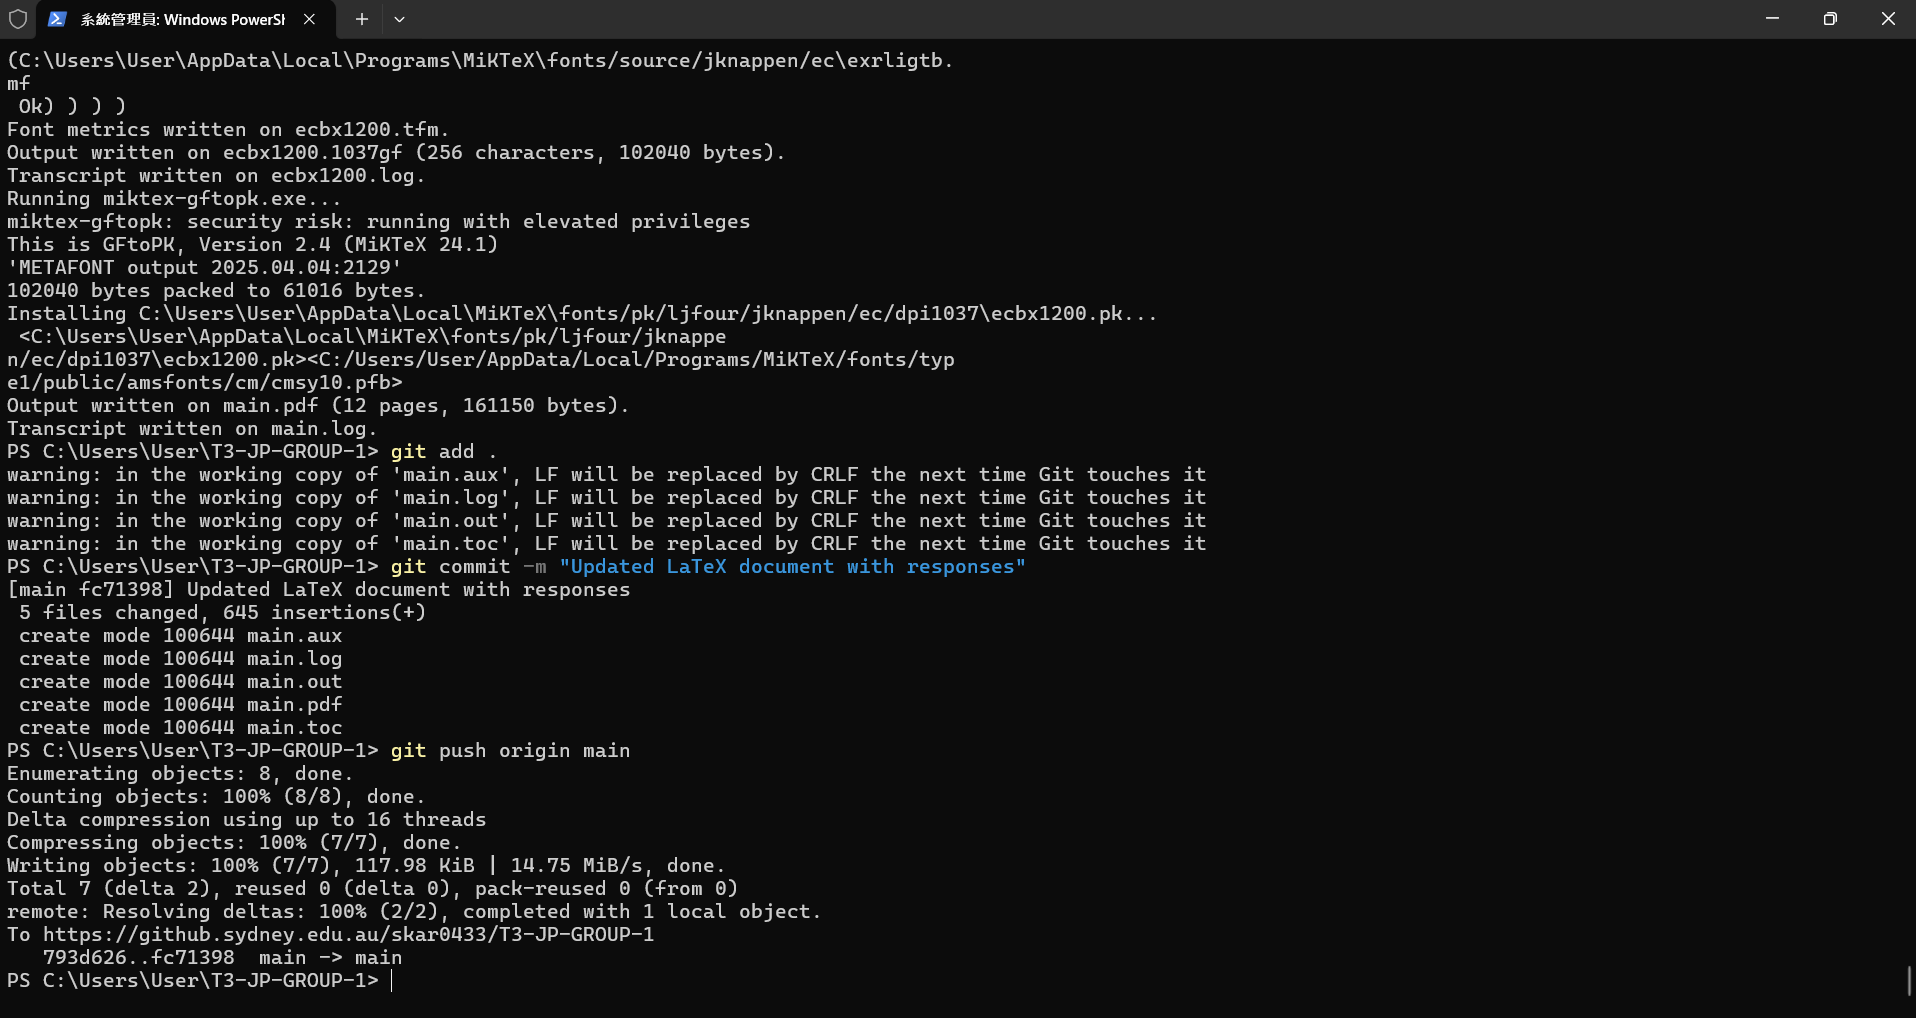 系統管理員: Windows PowerSh
(C:\Users\User\AppData\Local\Programs\MiKTeX\fonts/source/jknappen/ec\exrligtb.
mf
 Ok) ) ) )
Font metrics written on ecbx1200.tfm.
Output written on ecbx1200.1037gf (256 characters, 102040 bytes).
Transcript written on ecbx1200.log.
Running miktex-gftopk.exe...
miktex-gftopk: security risk: running with elevated privileges
This is GFtoPK, Version 2.4 (MiKTeX 24.1)
'METAFONT output 2025.04.04:2129'
102040 bytes packed to 61016 bytes.
Installing C:\Users\User\AppData\Local\MiKTeX\fonts/pk/ljfour/jknappen/ec/dpi1037\ecbx1200.pk...
 <C:\Users\User\AppData\Local\MiKTeX\fonts/pk/ljfour/jknappe
n/ec/dpi1037\ecbx1200.pk><C:/Users/User/AppData/Local/Programs/MiKTeX/fonts/typ
e1/public/amsfonts/cm/cmsy10.pfb>
Output written on main.pdf (12 pages, 161150 bytes).
Transcript written on main.log.
PS C:\Users\User\T3-JP-GROUP-1> git add .
warning: in the working copy of 'main.aux', LF will be replaced by CRLF the next time Git touches it
warning: in the working copy of 'main.log', LF will be replaced by CRLF the next time Git touches it
warning: in the working copy of 'main.out', LF will be replaced by CRLF the next time Git touches it
warning: in the working copy of 'main.toc', LF will be replaced by CRLF the next time Git touches it
PS C:\Users\User\T3-JP-GROUP-1> git commit -m "Updated LaTeX document with responses"
[main fc71398] Updated LaTeX document with responses
 5 files changed, 645 insertions(+)
 create mode 100644 main.aux
 create mode 100644 main.log
 create mode 100644 main.out
 create mode 100644 main.pdf
 create mode 100644 main.toc
PS C:\Users\User\T3-JP-GROUP-1> git push origin main
Enumerating objects: 8, done.
Counting objects: 100% (8/8), done.
Delta compression using up to 16 threads
Compressing objects: 100% (7/7), done.
Writing objects: 100% (7/7), 117.98 KiB | 14.75 MiB/s, done.
Total 7 (delta 2), reused 0 (delta 0), pack-reused 0 (from 0)
remote: Resolving deltas: 100% (2/2), completed with 1 local object.
To https://github.sydney.edu.au/skar0433/T3-JP-GROUP-1
   793d626..fc71398  main -> main
PS C:\Users\User\T3-JP-GROUP-1>